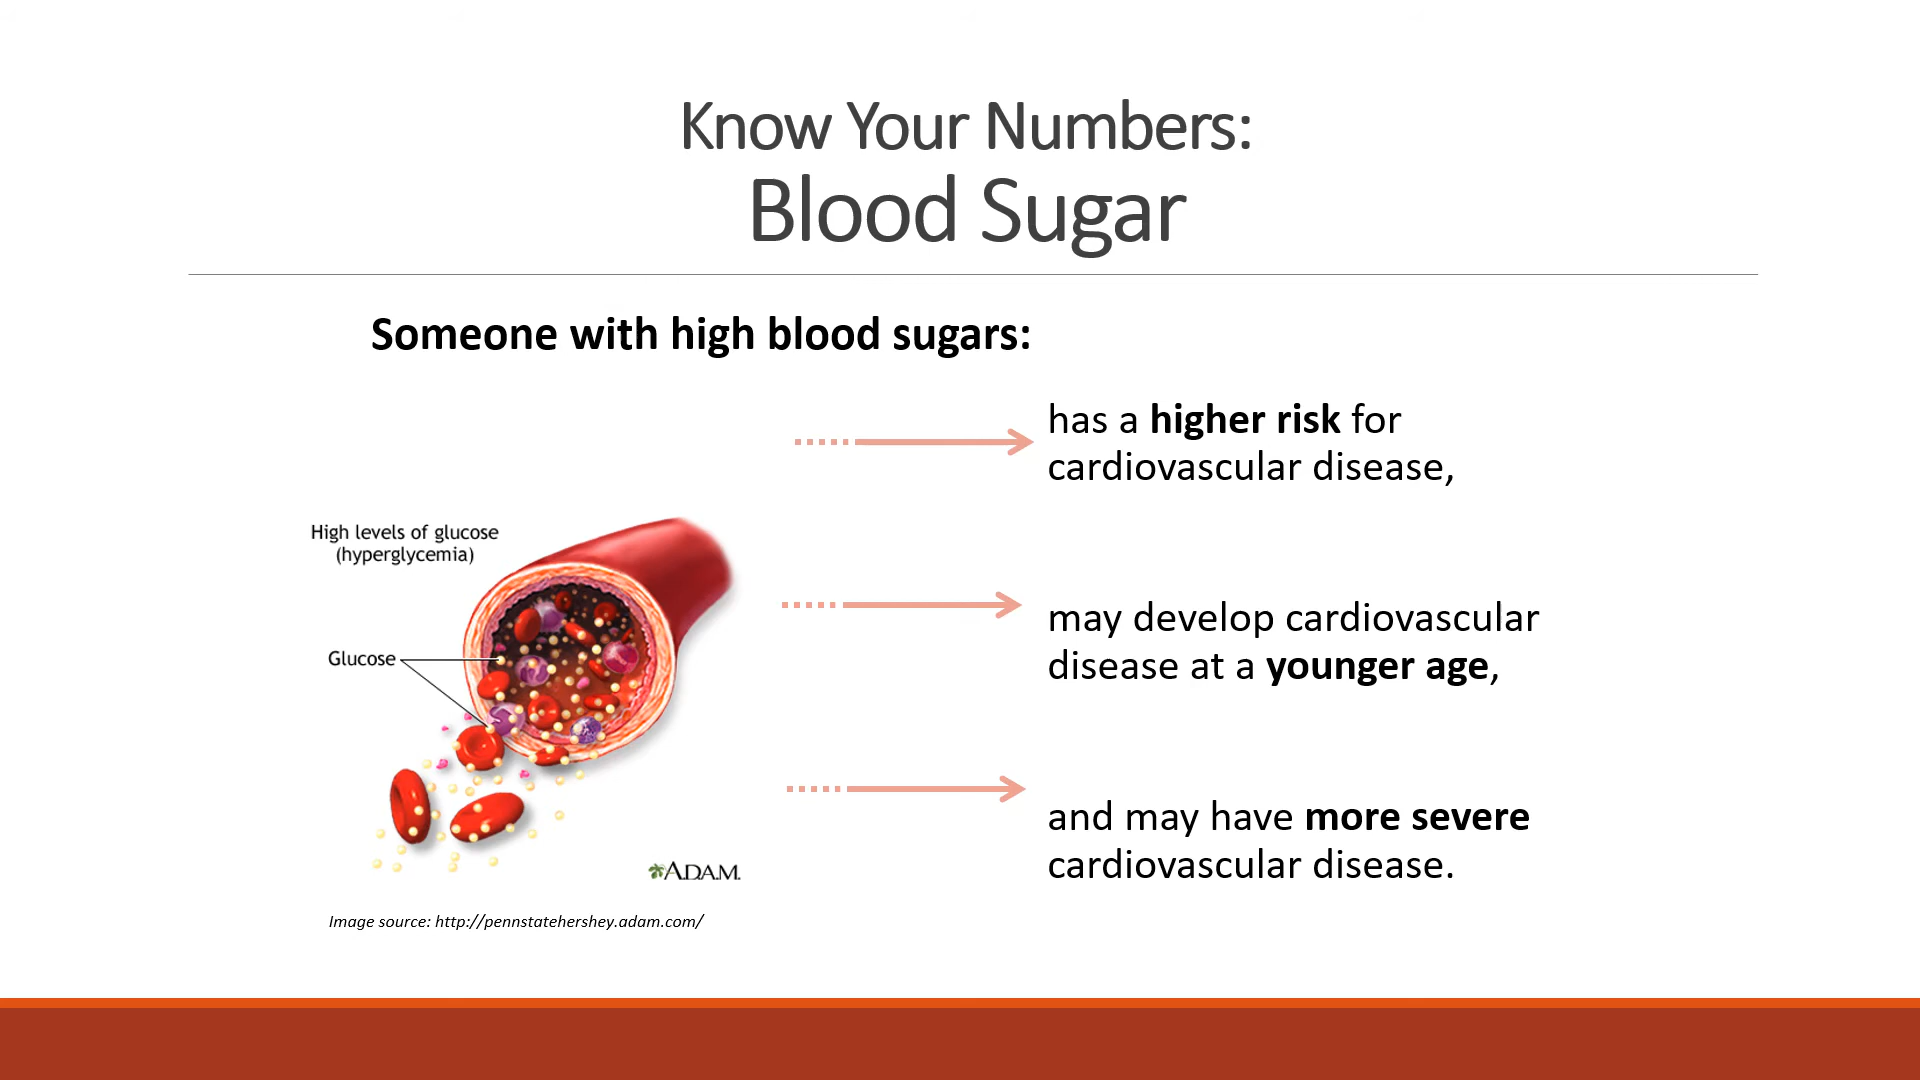 Know Your Numbers:
Blood Sugar
Someone with high blood sugars:
has a higher risk for
cardiovascular disease,
High levels of glucose
(hyperglycemia)
Glucose
may develop cardiovascular
disease at a younger age,
and may have more severe
cardiovascular disease.
A.D.A.M.
Image source: http://pennstatehershey.adam.com/